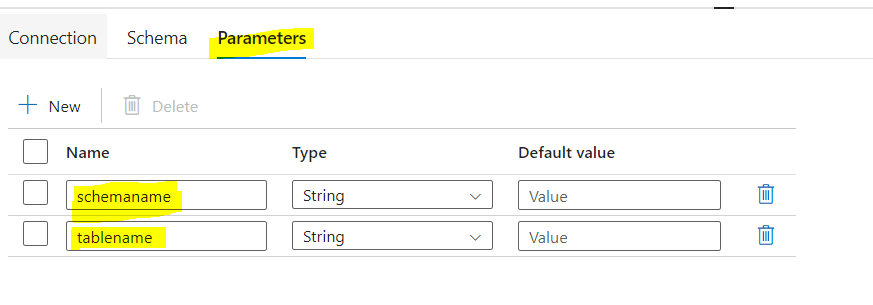 Connection Schema Parameters
+ New Delete
Name Type Default value
schemaname String Value
tablename String Value